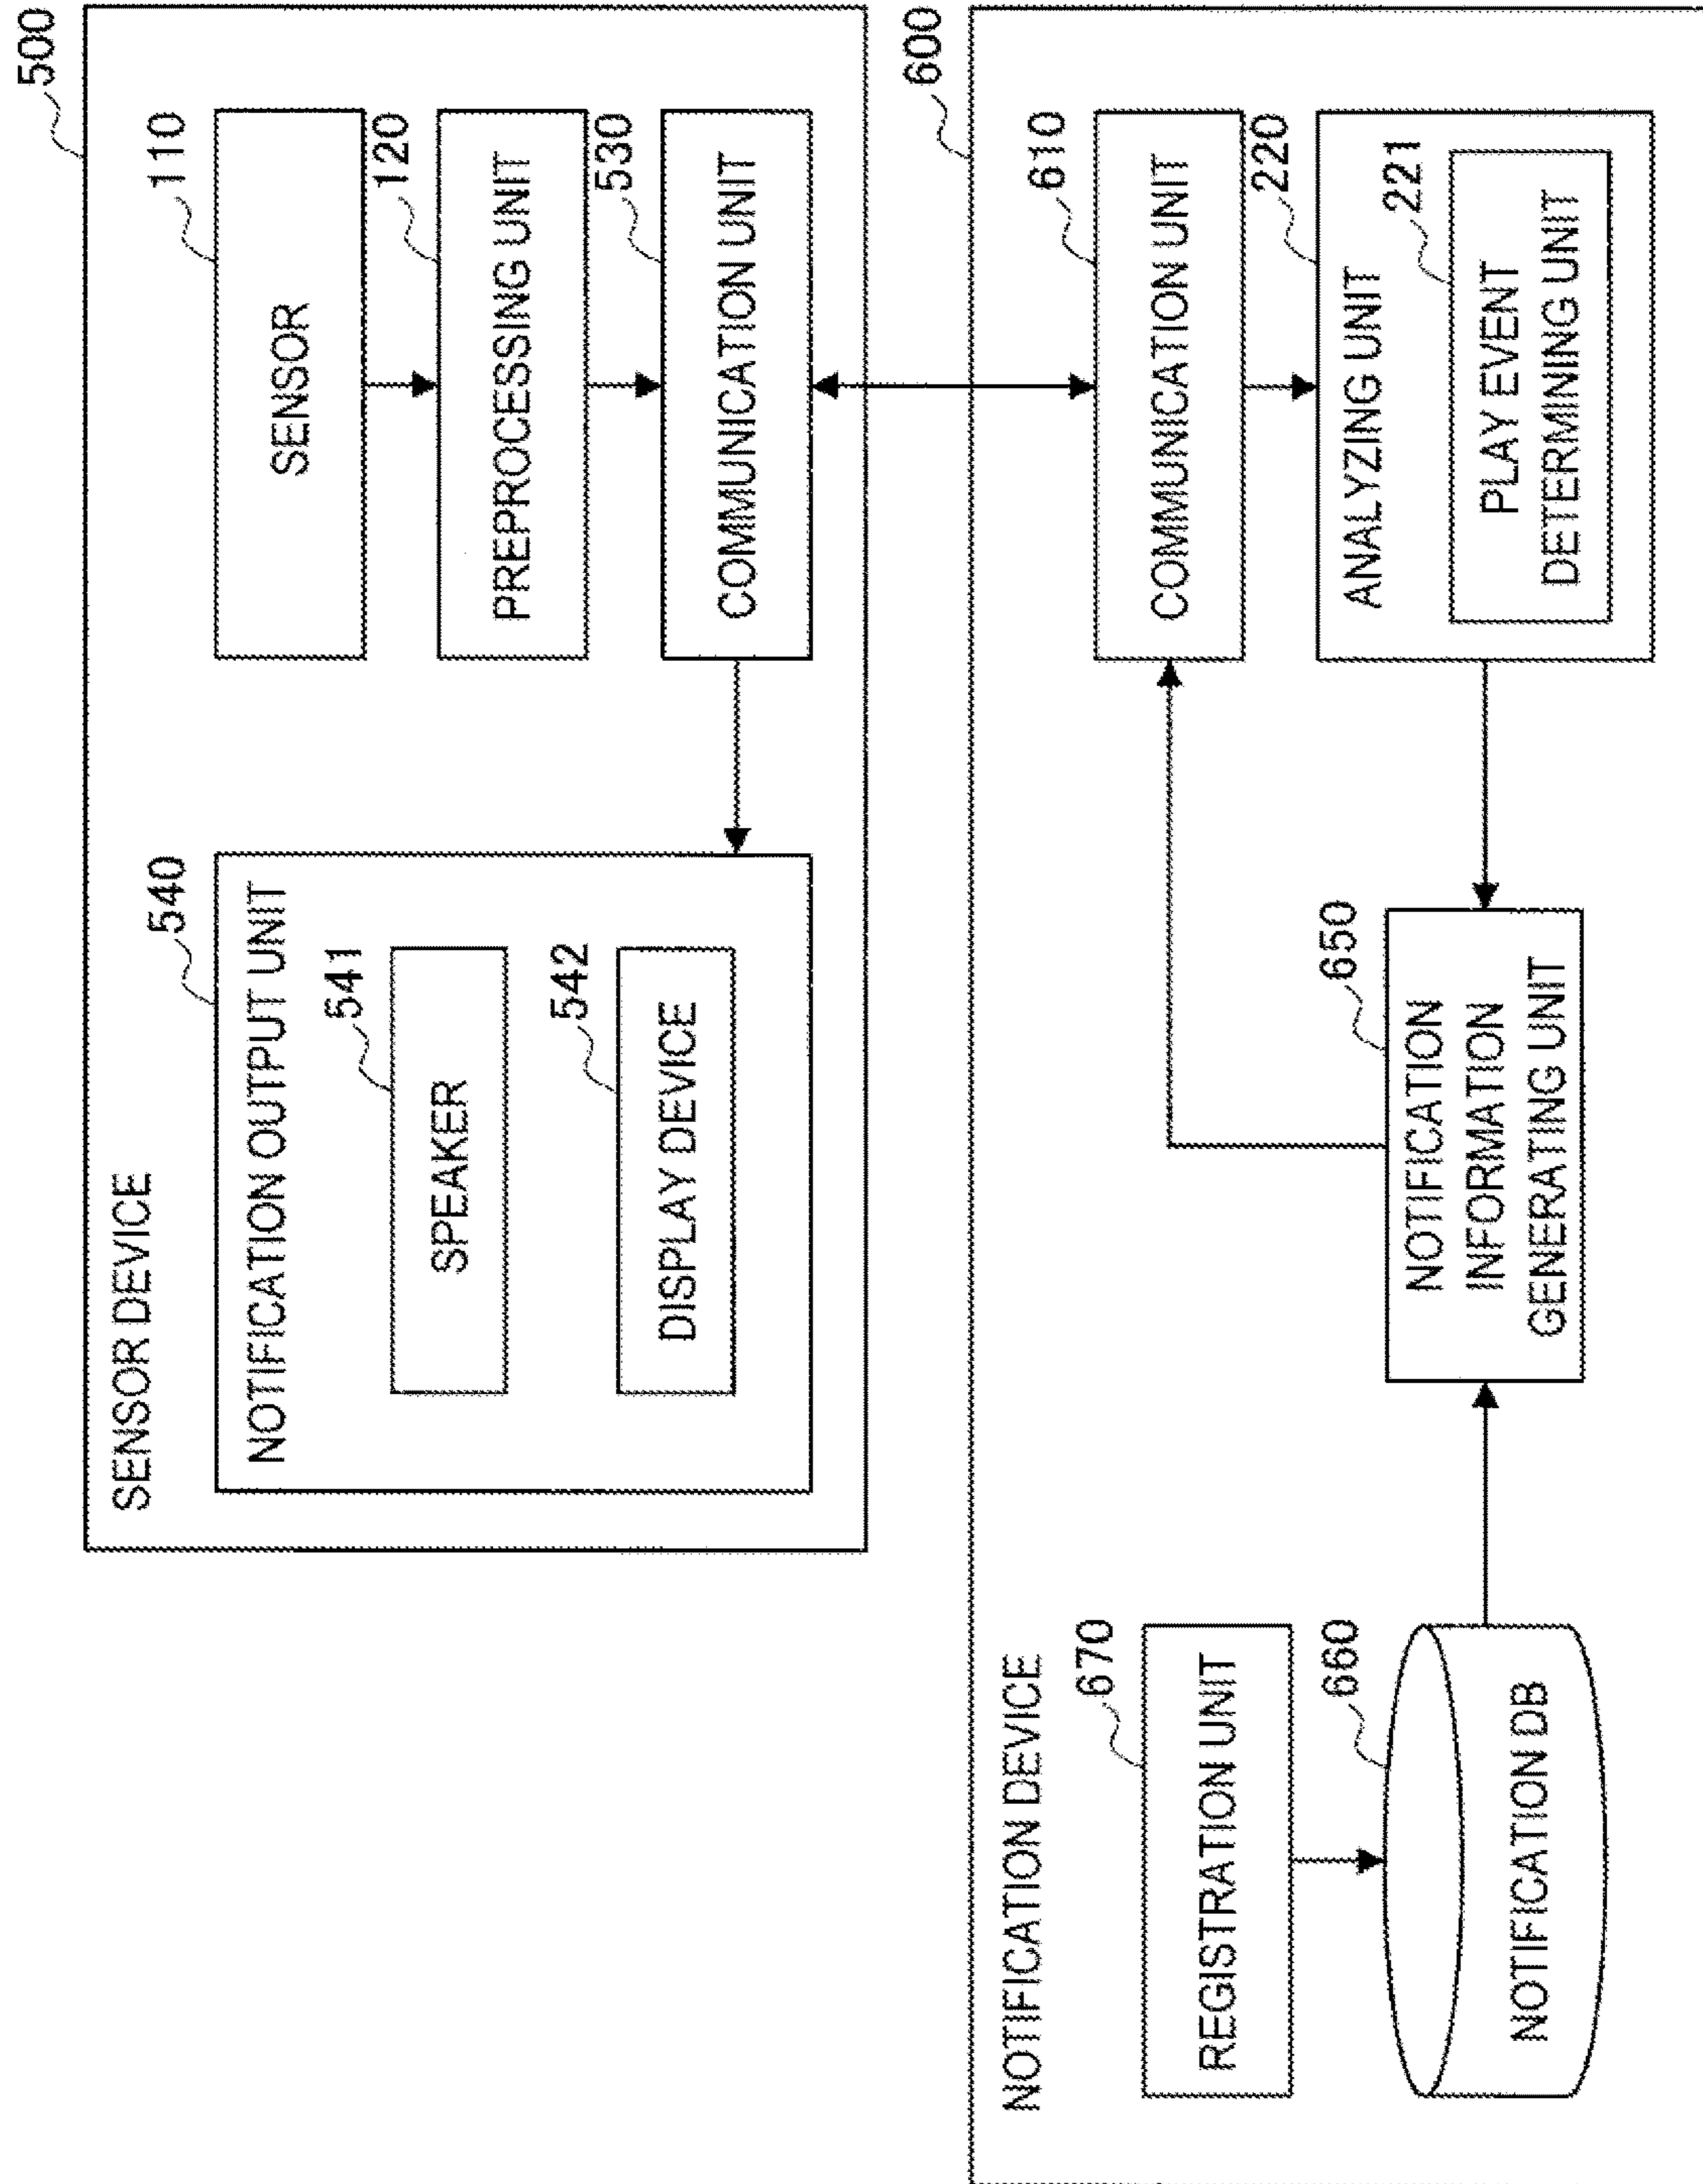 500
SENSOR DEVICE
540
NOTIFICATION OUTPUT UNIT
541
SPEAKER
542
DISPLAY DEVICE
110
SENSOR
120
PREPROCESSING UNIT
530
COMMUNICATION UNIT
600
NOTIFICATION DEVICE
670
REGISTRATION UNIT
660
NOTIFICATION DB
650
NOTIFICATION
INFORMATION
GENERATING UNIT
610
COMMUNICATION UNIT
220
ANALYZING UNIT
221
PLAY EVENT
DETERMINING UNIT